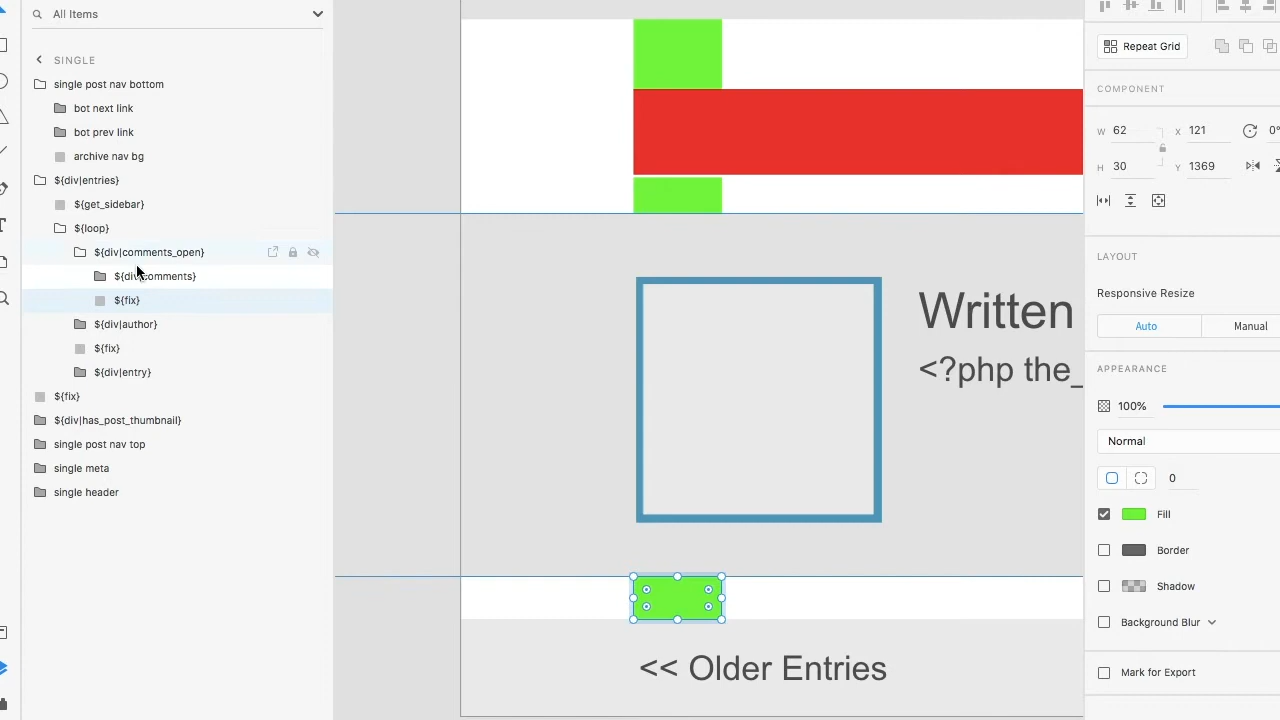 All Items
SINGLE
single post nav bottom
bot next link
bot prev link
archive nav bg
${div|entries}
${get_sidebar}
${loop}
${div|comments_open}
${div|comments}
${fix}
${div|author}
${fix}
${div|entry}
${fix}
${div|has_post_thumbnail}
single post nav top
single meta
single header
Written
<?php the_
<< Older Entries
Repeat Grid
COMPONENT
W 62 X 121 0°
H 30 Y 1369
LAYOUT
Responsive Resize
Auto Manual
APPEARANCE
100%
Normal
0
Fill
Border
Shadow
Background Blur
Mark for Export